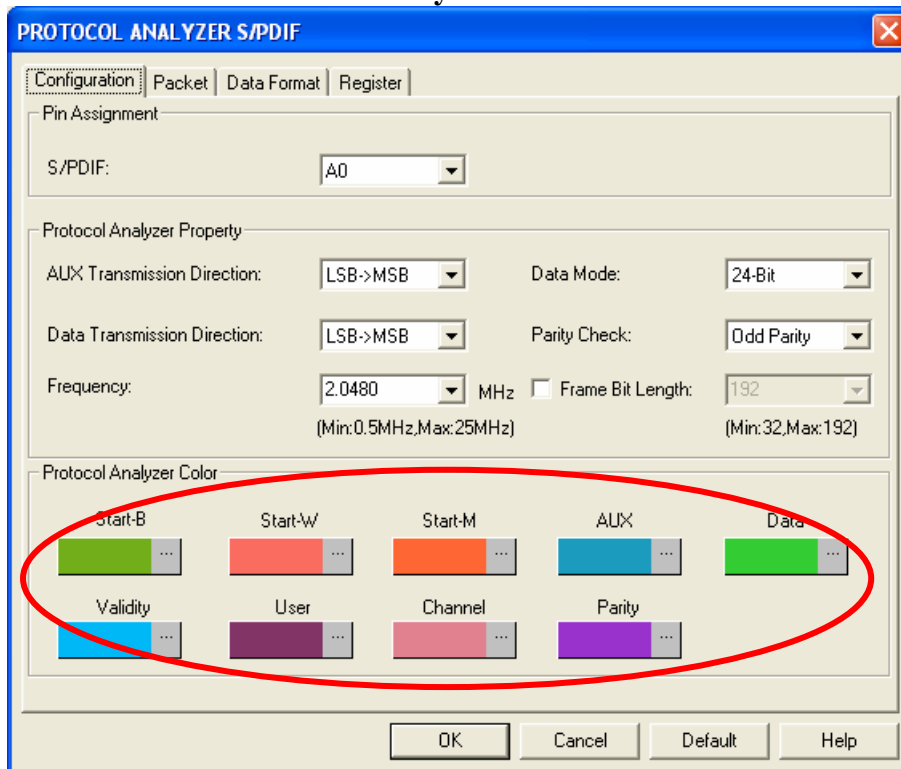 PROTOCOL ANALYZER S/PDIF
Configuration Packet Data Format Register
Pin Assignment
S/PDIF: A0
Protocol Analyzer Property
AUX Transmission Direction: LSB->MSB Data Mode: 24-Bit
Data Transmission Direction: LSB->MSB Parity Check: Odd Parity
Frequency: 2.0480 MHz Frame Bit Length: 192
(Min:0.5MHz,Max:25MHz) (Min:32,Max:192)
Protocol Analyzer Color
Start-B Start-W Start-M AUX Data
... ... ... ... ...
Validity User Channel Parity
... ... ... ...
OK Cancel Default Help